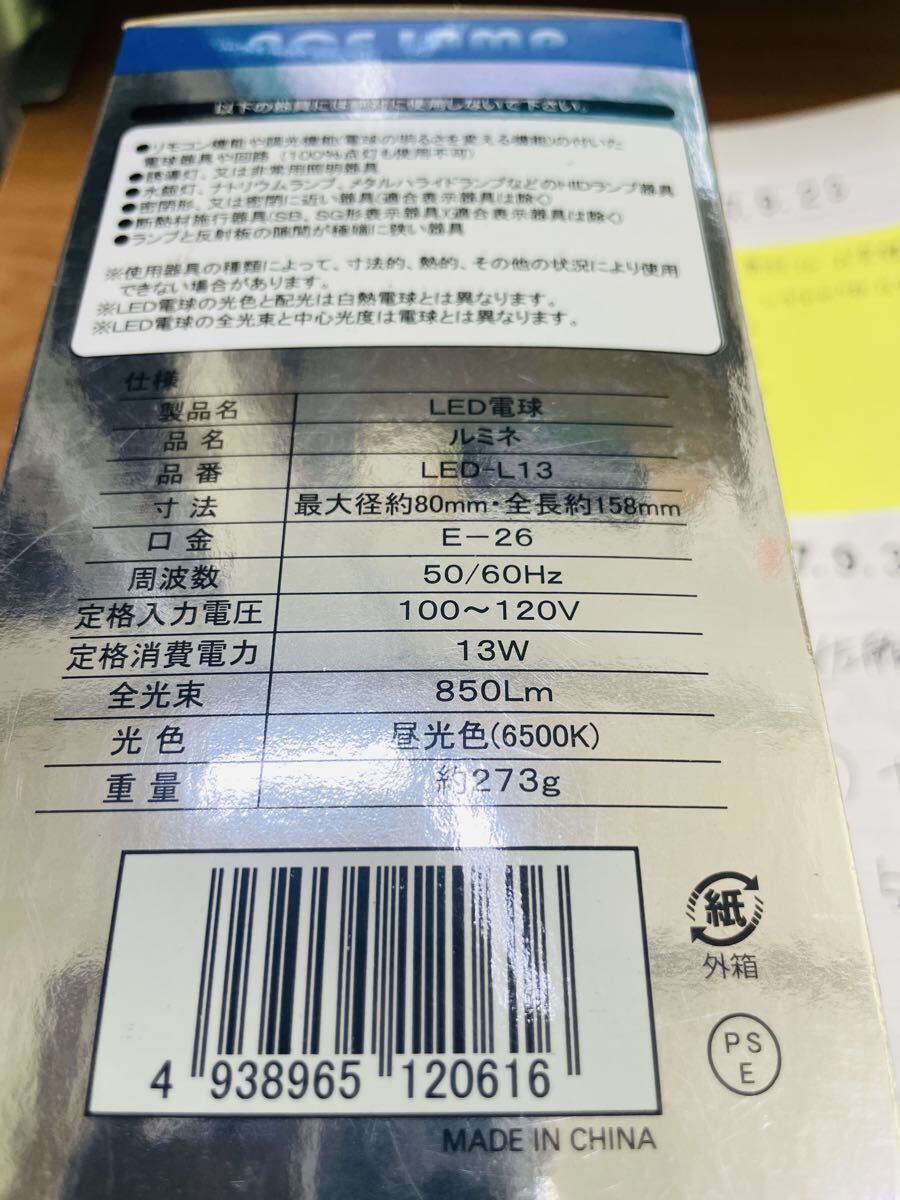 以下の器具には絶対に使用しないで下さい。
●リモコン機能や調光機能(電球の明るさを変える機能)の付いた
電球器具や回路(100%点灯も使用不可)
●誘導灯、又は非常用照明器具
●水銀灯、ナトリウムランプ、メタルハライドランプなどのHIDランプ器具
●密閉形、又は密閉に近い器具(適合表示器具は除く)
●断熱材施行器具(SB、SG形表示器具)(適合表示器具は除く)
●ランプと反射板の隙間が極端に狭い器具
※使用器具の種類によって、寸法的、熱的、その他の状況により使用
できない場合があります。
※LED電球の光色と配光は白熱電球とは異なります。
※LED電球の全光束と中心光度は電球とは異なります。
仕様
製品名 LED電球
品名 ルミネ
品番 LED-L13
寸法 最大径約80mm・全長約158mm
口金 E-26
周波数 50/60Hz
定格入力電圧 100〜120V
定格消費電力 13W
全光束 850Lm
光色 昼光色(6500K)
重量 約273g
4 938965 120616
紙
外箱
PS
E
MADE IN CHINA
.9.29
7.9.3